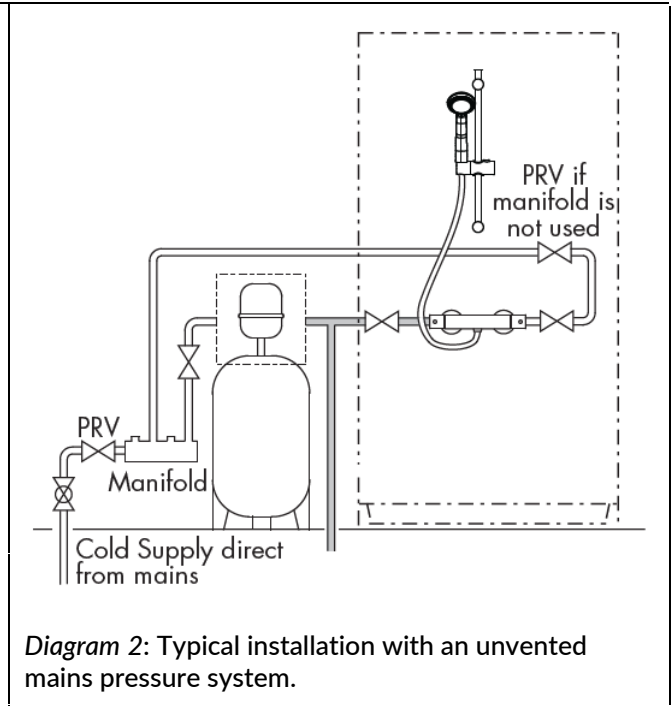 PRV if
manifold is
not used
PRV
Manifold
Cold Supply direct
from mains
Diagram 2: Typical installation with an unvented
mains pressure system.